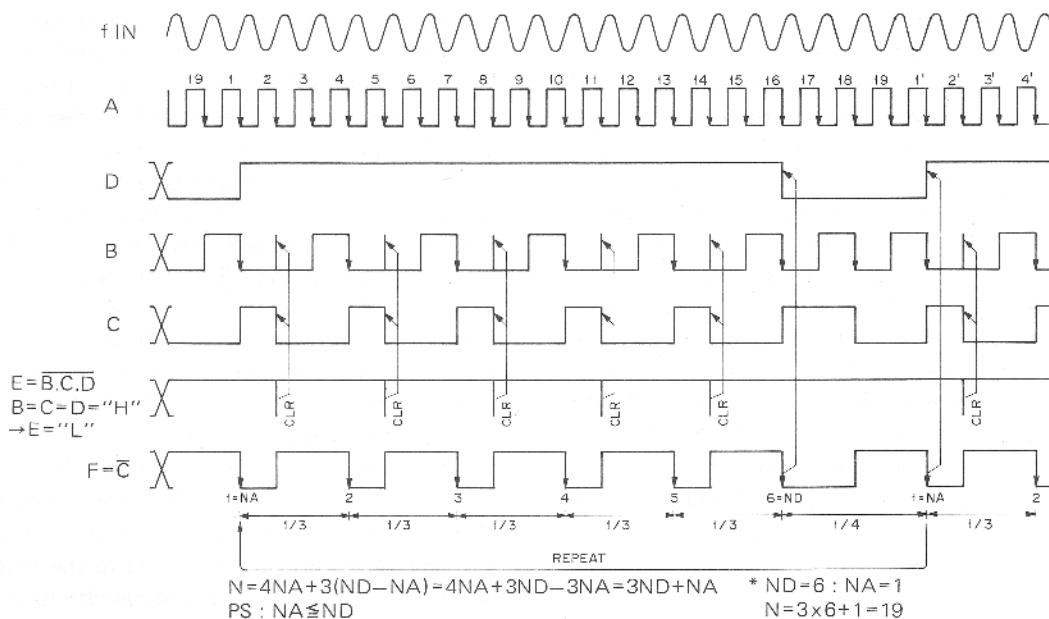 f IN
19 1 2 3 4 5 6 7 8 9 10 11 12 13 14 15 16 17 18 19 1' 2' 3' 4'
A
D
B
C
E=\overline{B.C.D}
B=C=D="H"
→E="L"
CLR CLR CLR CLR CLR CLR
F=\overline{C}
1=NA 2 3 4 5 6=ND 1=NA 2
1/3 1/3 1/3 1/3 1/3 1/4 1/3
REPEAT
N=4NA+3(ND−NA)=4NA+3ND−3NA=3ND+NA
* ND=6 : NA=1
PS : NA≦ND
N=3x6+1=19